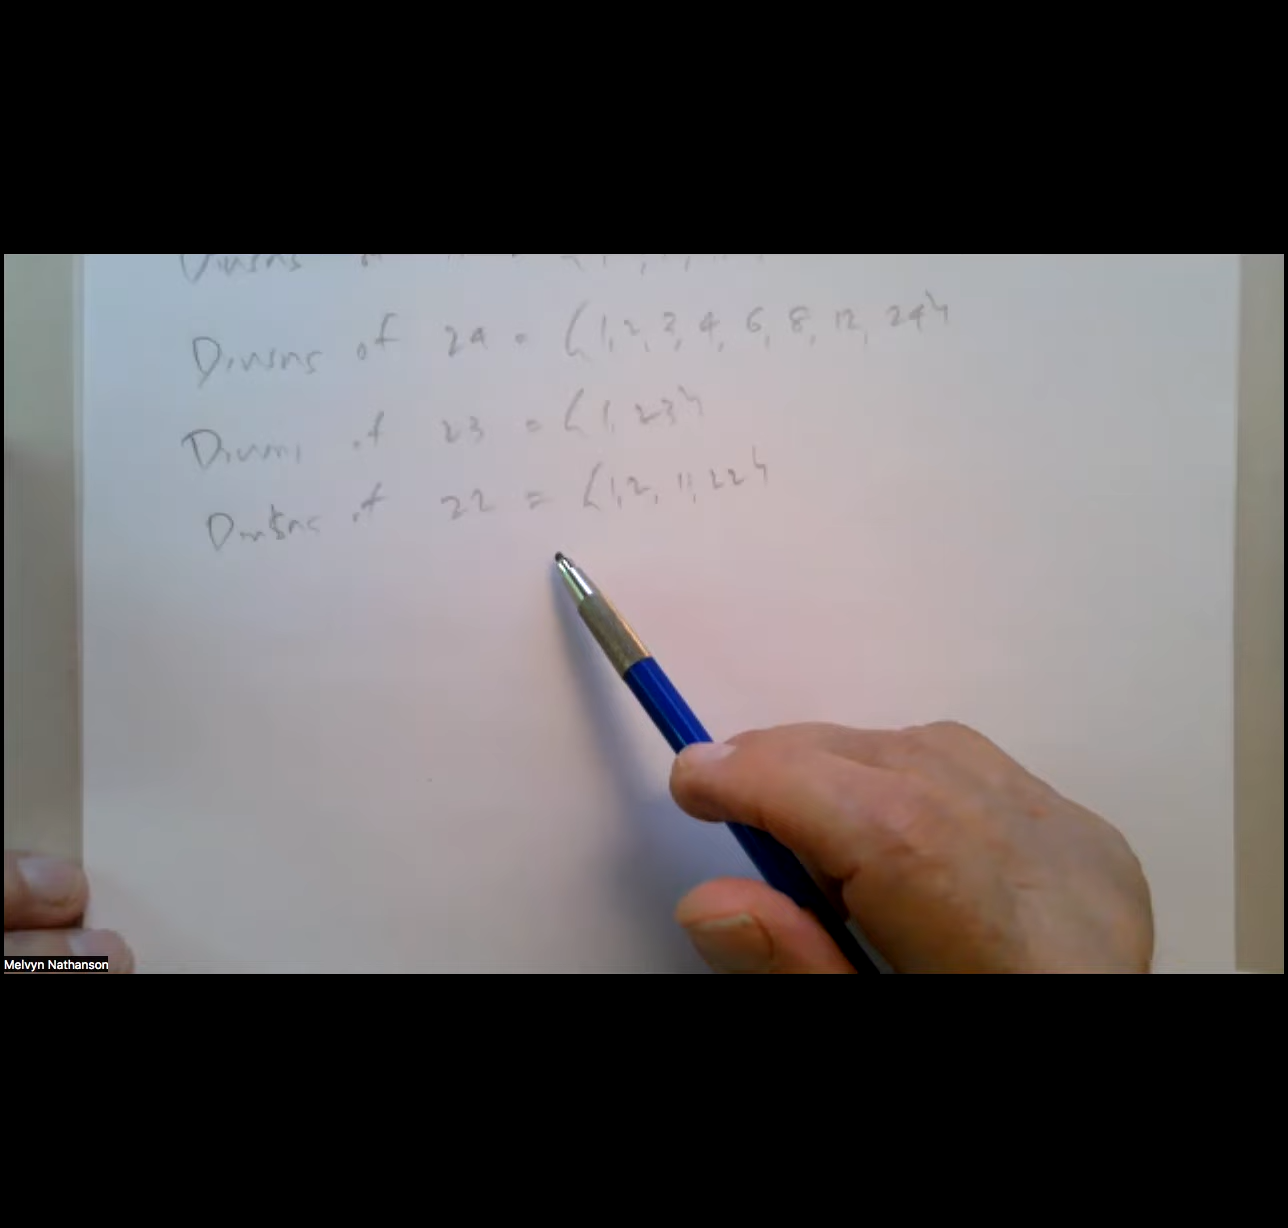 Divisors of 24 = {1, 2, 3, 4, 6, 8, 12, 24}
Divisors of 23 = {1, 23}
Divisors of 22 = {1, 2, 11, 22}
Melvyn Nathanson